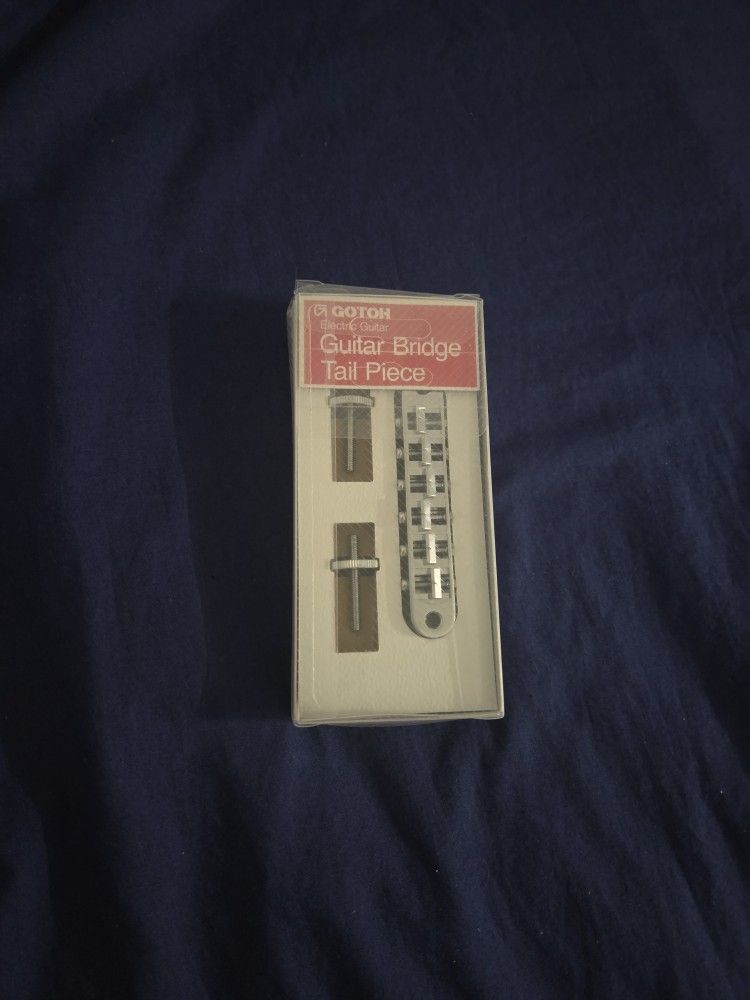 GOTOH
Electric Guitar
Guitar Bridge
Tail Piece